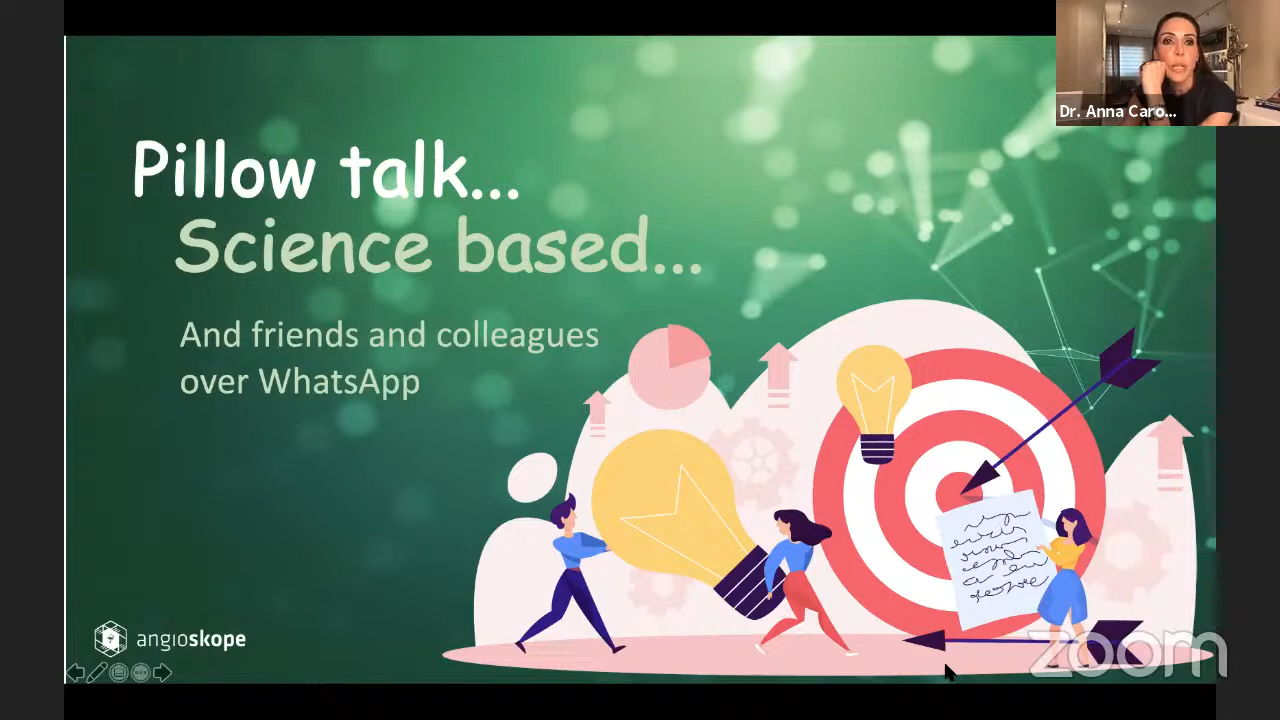 Dr. Anna Caro...
Pillow talk...
Science based...
And friends and colleagues
over WhatsApp
angioskope
zoom